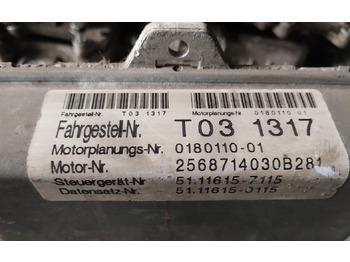 Fahrgestell-Nr T03 1317 Motorplanungs-Nr 0180110-01
Fahrgestell-Nr. T03 1317
Motorplanungs-Nr. 0180110-01
Motor-Nr. 2568714030B281
Steuergerät-Nr 51.11615-7115
Datensatz-Nr. 51.11615-0115